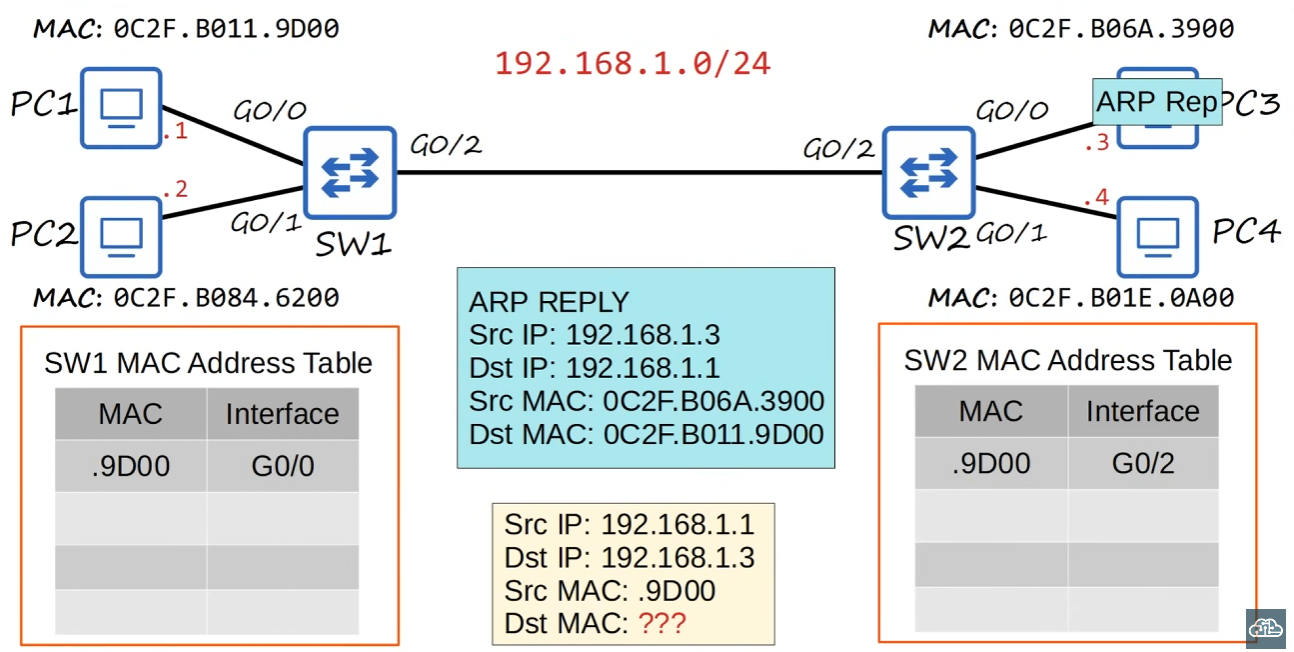 MAC: 0C2F.B011.9D00
MAC: 0C2F.B06A.3900
192.168.1.0/24
PC1
.1
G0/0
G0/2
G0/2
G0/0
ARP Rep
PC3
.3
PC2
.2
G0/1
SW1
SW2
G0/1
.4
PC4
MAC: 0C2F.B084.6200
MAC: 0C2F.B01E.0A00
SW1 MAC Address Table
MAC Interface
.9D00 G0/0
ARP REPLY
Src IP: 192.168.1.3
Dst IP: 192.168.1.1
Src MAC: 0C2F.B06A.3900
Dst MAC: 0C2F.B011.9D00
Src IP: 192.168.1.1
Dst IP: 192.168.1.3
Src MAC: .9D00
Dst MAC: ???
SW2 MAC Address Table
MAC Interface
.9D00 G0/2